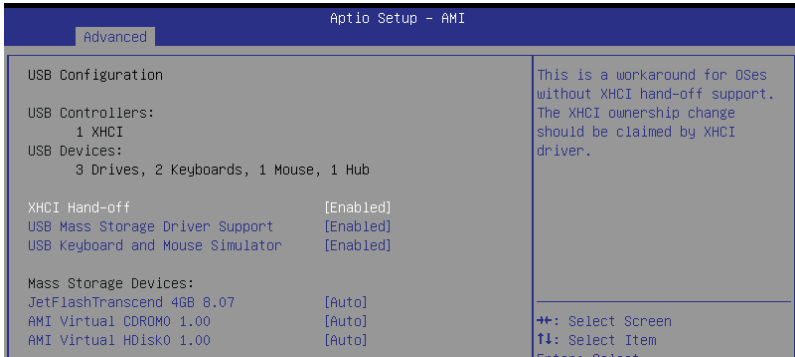 Aptio Setup - AMI
Advanced
USB Configuration
USB Controllers:
1 XHCI
USB Devices:
3 Drives, 2 Keyboards, 1 Mouse, 1 Hub
XHCI Hand-off [Enabled]
USB Mass Storage Driver Support [Enabled]
USB Keyboard and Mouse Simulator [Enabled]
Mass Storage Devices:
JetFlashTranscend 4GB 8.07 [Auto]
AMI Virtual CDROM0 1.00 [Auto]
AMI Virtual HDisk0 1.00 [Auto]
This is a workaround for OSes
without XHCI hand-off support.
The XHCI ownership change
should be claimed by XHCI
driver.
→←: Select Screen
↑↓: Select Item
Enter: Select